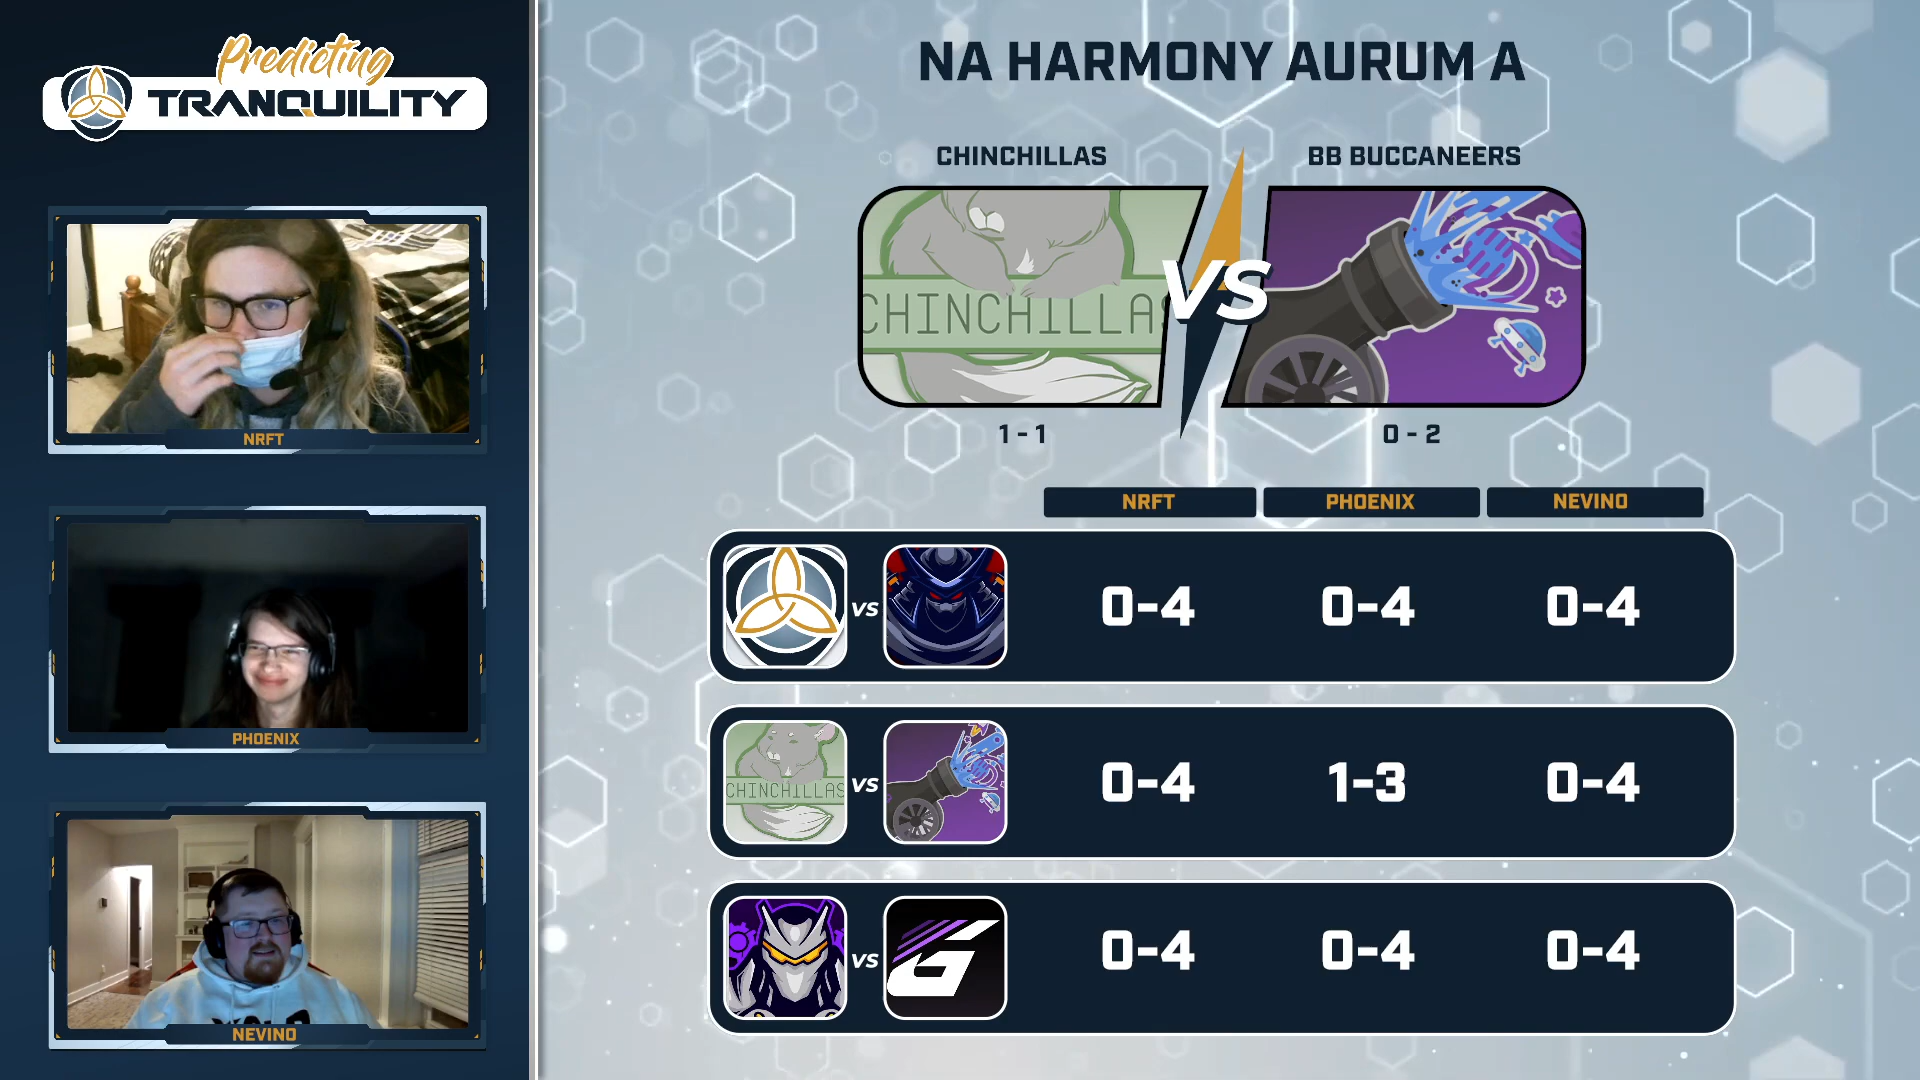 Predicting
TRANQUILITY
NRFT
PHOENIX
NEVINO
NA HARMONY AURUM A
CHINCHILLAS
BB BUCCANEERS
CHINCHILLA
VS
1 - 1
0 - 2
NRFT
PHOENIX
NEVINO
VS
0-4
0-4
0-4
CHINCHILLAS
VS
0-4
1-3
0-4
VS
G
0-4
0-4
0-4